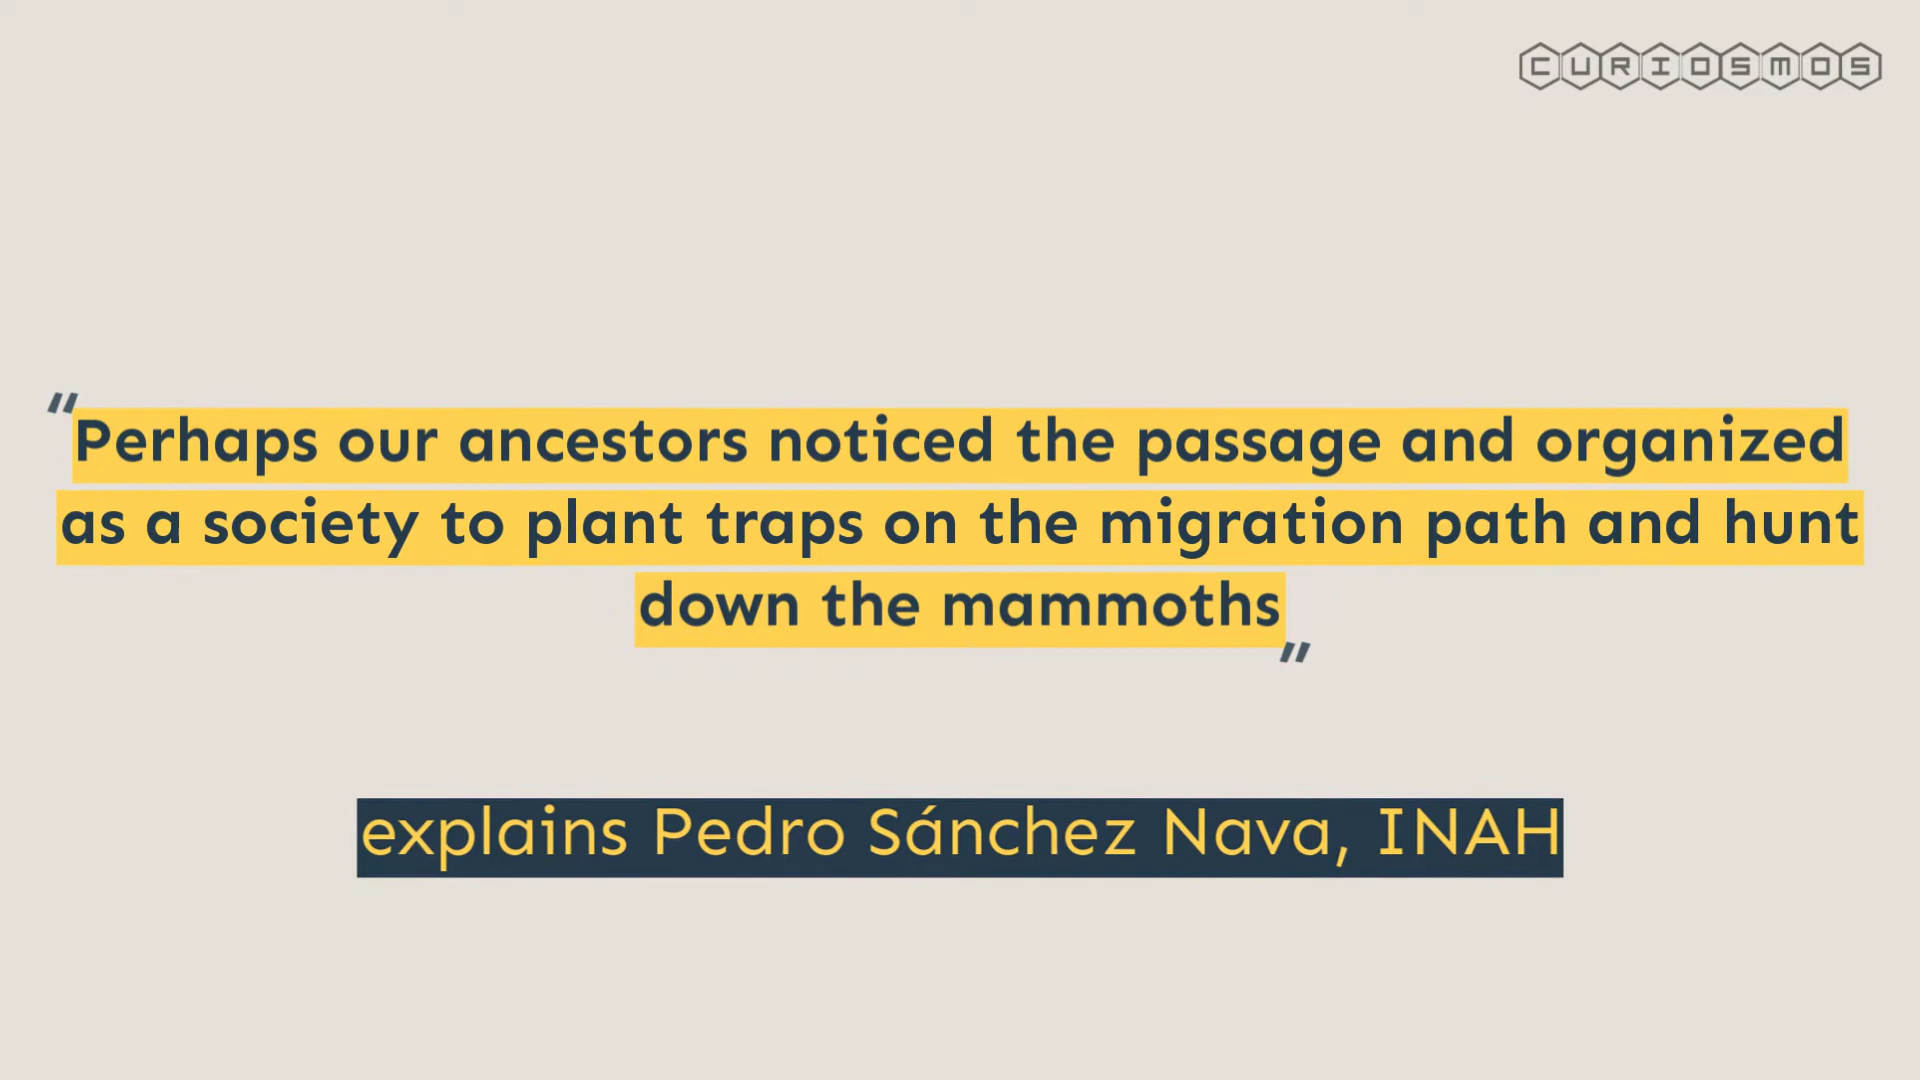 CURIOSMOS
"Perhaps our ancestors noticed the passage and organized
as a society to plant traps on the migration path and hunt
down the mammoths"
explains Pedro Sánchez Nava, INAH